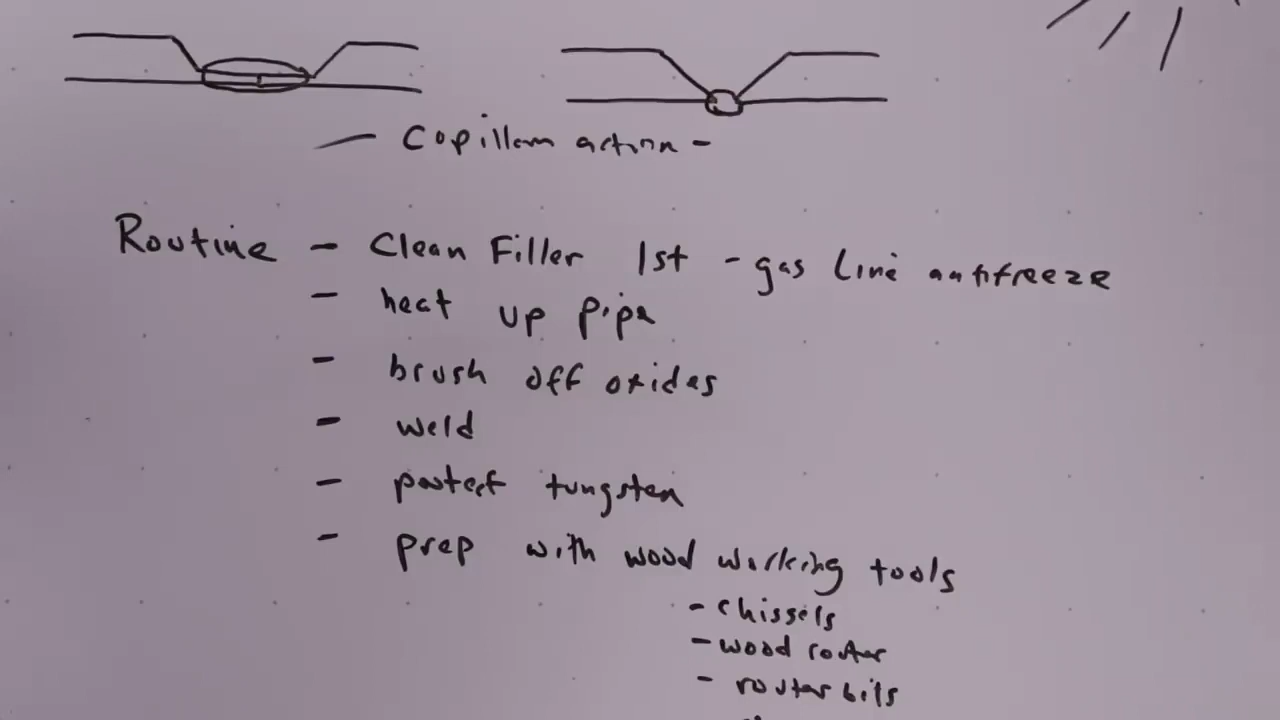 — Copillary action -
Routine - Clean Filler 1st - gas line antifreeze
- heat up pipe
- brush off oxides
- weld
- protect tungsten
- prep with wood working tools
- chissels
- wood router
- router bits